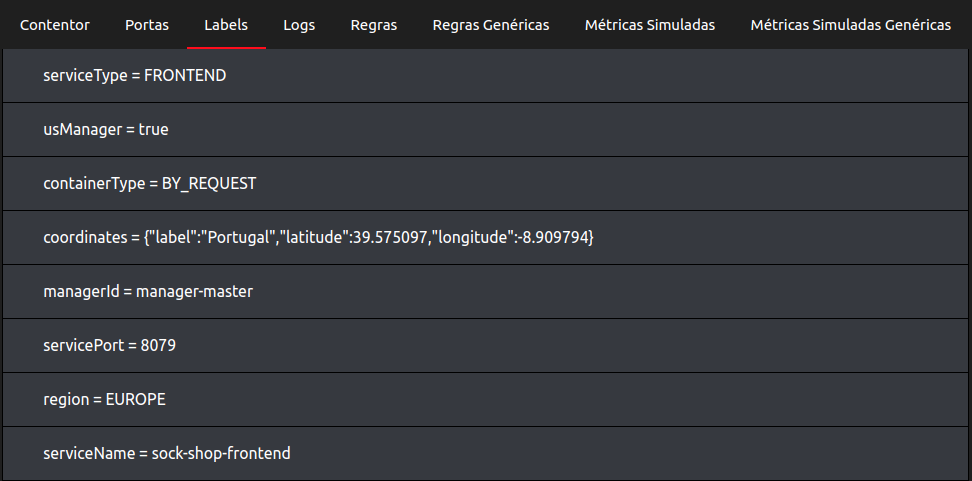 Contentor Portas Labels Logs Regras Regras Genéricas Métricas Simuladas Métricas Simuladas Genéricas
serviceType = FRONTEND
usManager = true
containerType = BY_REQUEST
coordinates = {"label":"Portugal","latitude":39.575097,"longitude":-8.909794}
managerId = manager-master
servicePort = 8079
region = EUROPE
serviceName = sock-shop-frontend